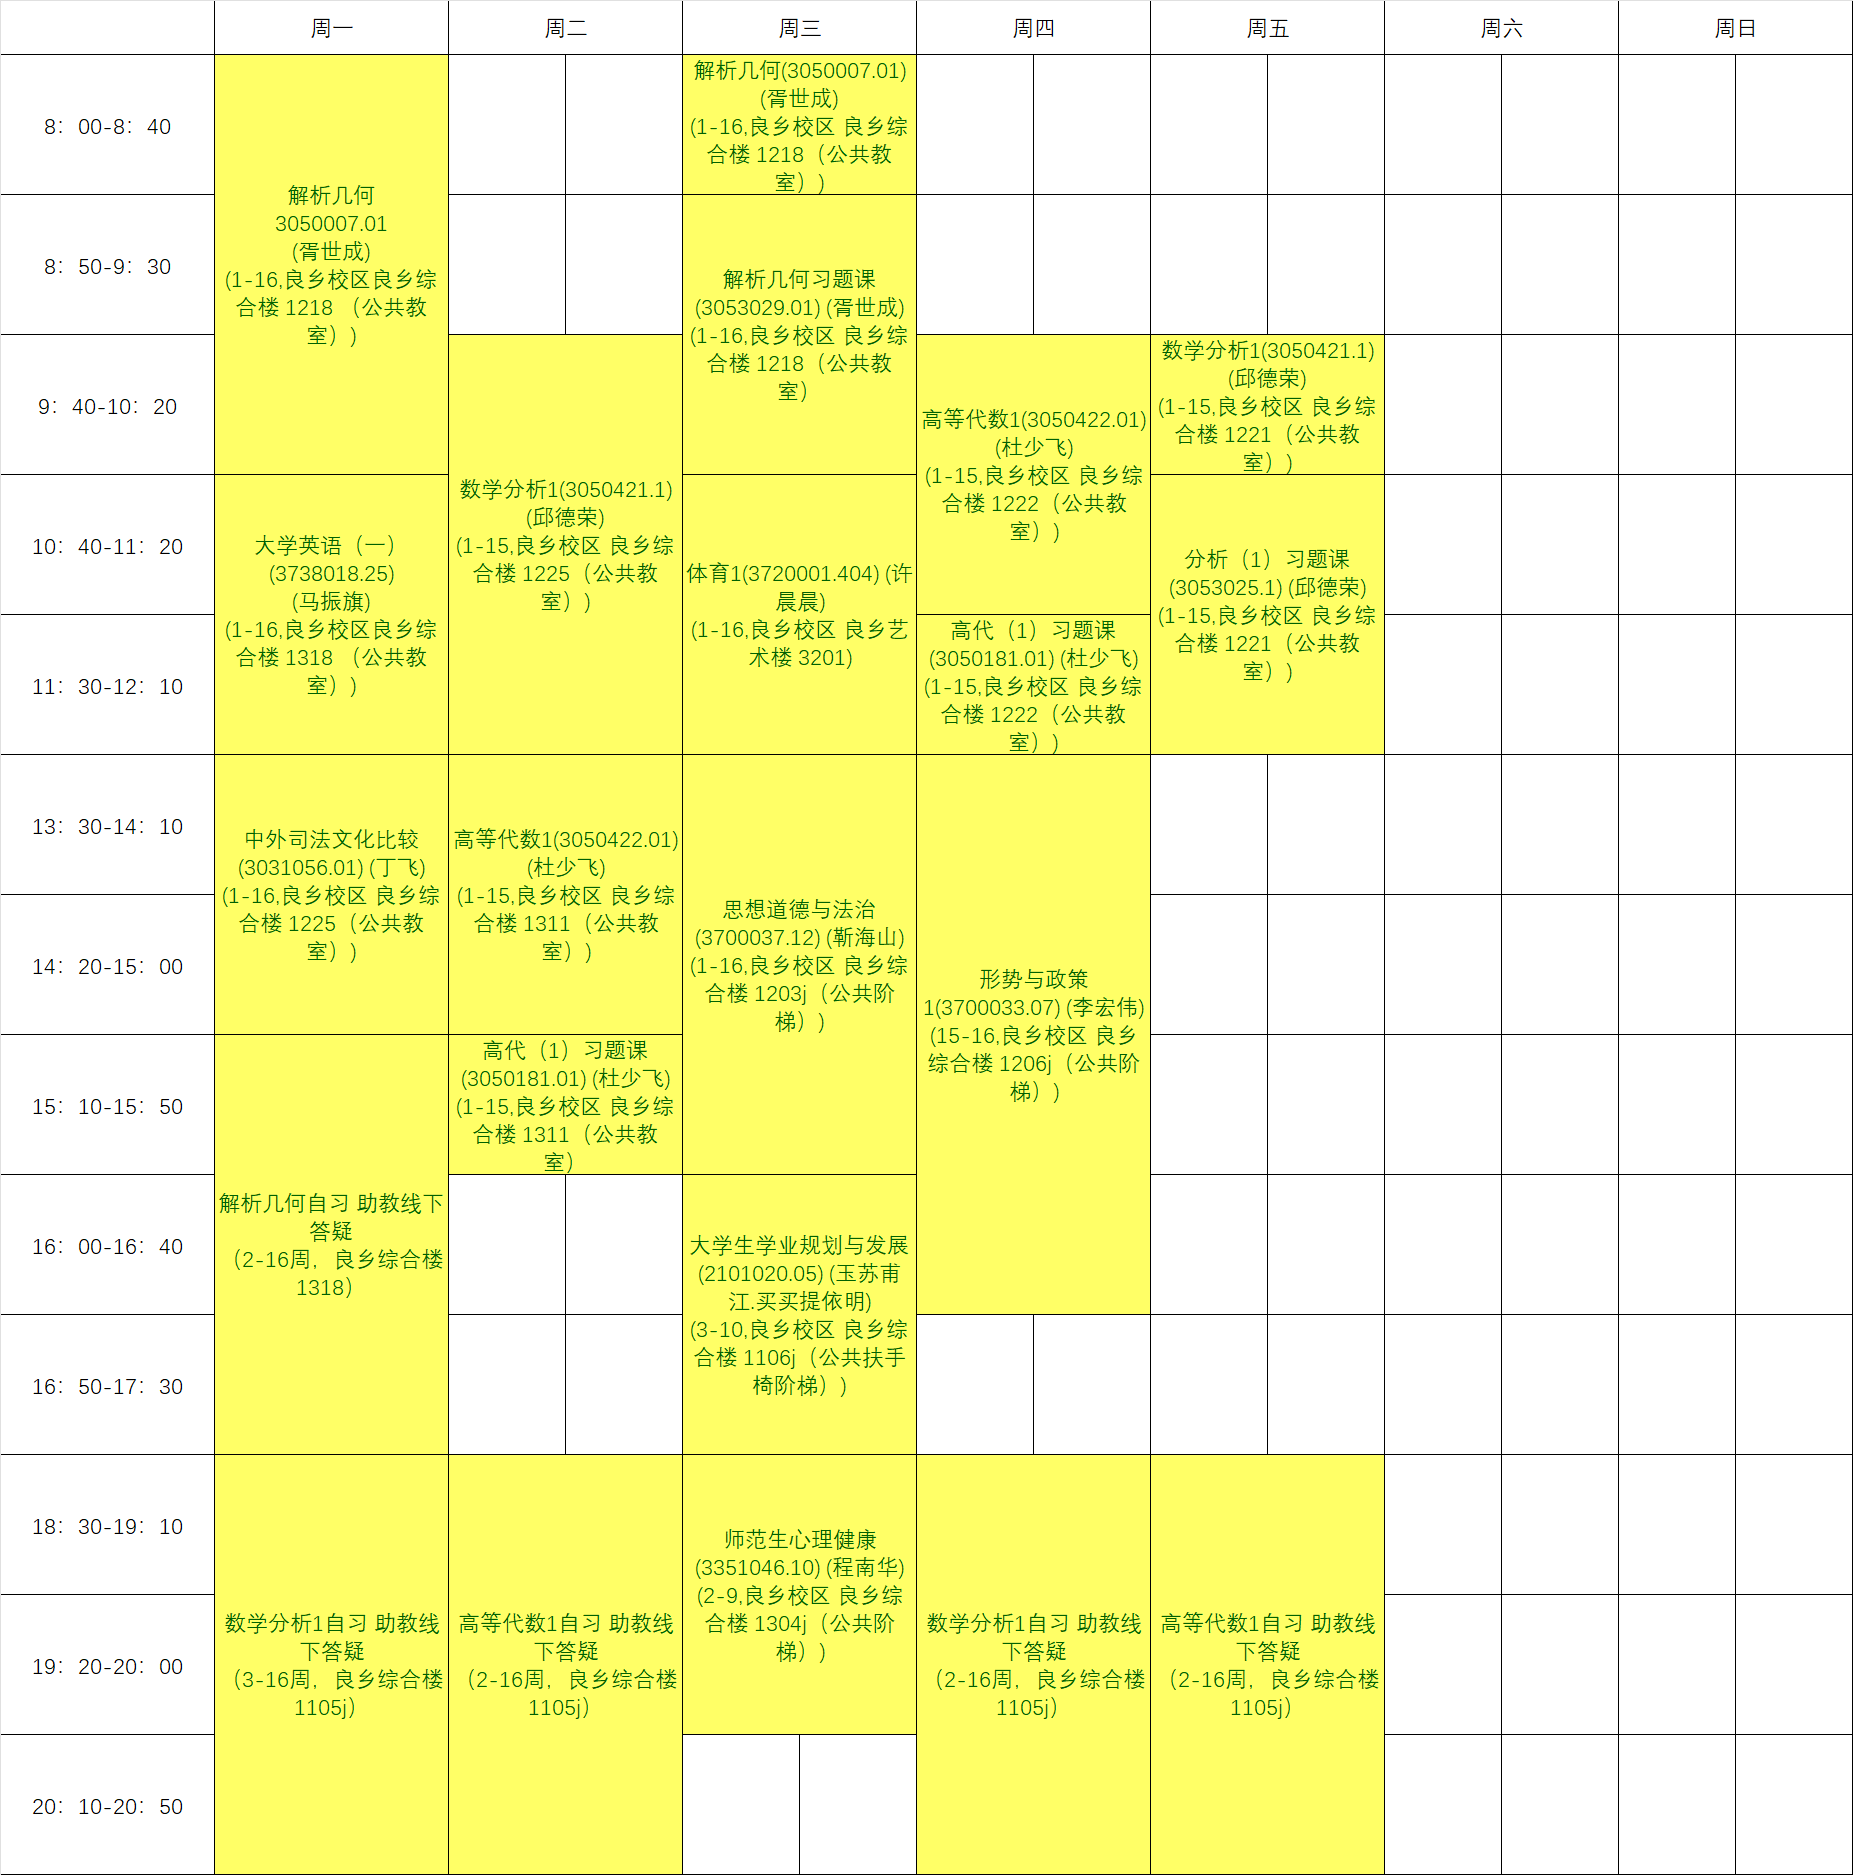 周一
周二
周三
周四
周五
周六
周日
8：00-8：40
8：50-9：30
9：40-10：20
10：40-11：20
11：30-12：10
13：30-14：10
14：20-15：00
15：10-15：50
16：00-16：40
16：50-17：30
18：30-19：10
19：20-20：00
20：10-20：50
解析几何
3050007.01
(胥世成)
(1-16,良乡校区良乡综
合楼 1218 （公共教
室）)
大学英语（一）
(3738018.25)
(马振旗)
(1-16,良乡校区良乡综
合楼 1318 （公共教
室）)
中外司法文化比较
(3031056.01) (丁飞)
(1-16,良乡校区 良乡综
合楼 1225（公共教
室）)
解析几何自习 助教线下
答疑
（2-16周，良乡综合楼
1318）
数学分析1自习 助教线
下答疑
（3-16周，良乡综合楼
1105j）
数学分析1(3050421.1)
(邱德荣)
(1-15,良乡校区 良乡综
合楼 1225（公共教
室）)
高等代数1(3050422.01)
(杜少飞)
(1-15,良乡校区 良乡综
合楼 1311（公共教
室）)
高代（1）习题课
(3050181.01) (杜少飞)
(1-15,良乡校区 良乡综
合楼 1311（公共教
室）
高等代数1自习 助教线
下答疑
（2-16周，良乡综合楼
1105j）
解析几何(3050007.01)
(胥世成)
(1-16,良乡校区 良乡综
合楼 1218（公共教
室）)
解析几何习题课
(3053029.01) (胥世成)
(1-16,良乡校区 良乡综
合楼 1218（公共教
室）
体育1(3720001.404) (许
晨晨)
(1-16,良乡校区 良乡艺
术楼 3201)
思想道德与法治
(3700037.12) (靳海山)
(1-16,良乡校区 良乡综
合楼 1203j（公共阶
梯）)
大学生学业规划与发展
(2101020.05) (玉苏甫
江.买买提依明)
(3-10,良乡校区 良乡综
合楼 1106j（公共扶手
椅阶梯）)
师范生心理健康
(3351046.10) (程南华)
(2-9,良乡校区 良乡综
合楼 1304j（公共阶
梯）)
高等代数1(3050422.01)
(杜少飞)
(1-15,良乡校区 良乡综
合楼 1222（公共教
室）)
高代（1）习题课
(3050181.01) (杜少飞)
(1-15,良乡校区 良乡综
合楼 1222（公共教
室）)
形势与政策
1(3700033.07) (李宏伟)
(15-16,良乡校区 良乡
综合楼 1206j（公共阶
梯）)
数学分析1自习 助教线
下答疑
（2-16周，良乡综合楼
1105j）
数学分析1(3050421.1)
(邱德荣)
(1-15,良乡校区 良乡综
合楼 1221（公共教
室）)
分析（1）习题课
(3053025.1) (邱德荣)
(1-15,良乡校区 良乡综
合楼 1221（公共教
室）)
高等代数1自习 助教线
下答疑
（2-16周，良乡综合楼
1105j）